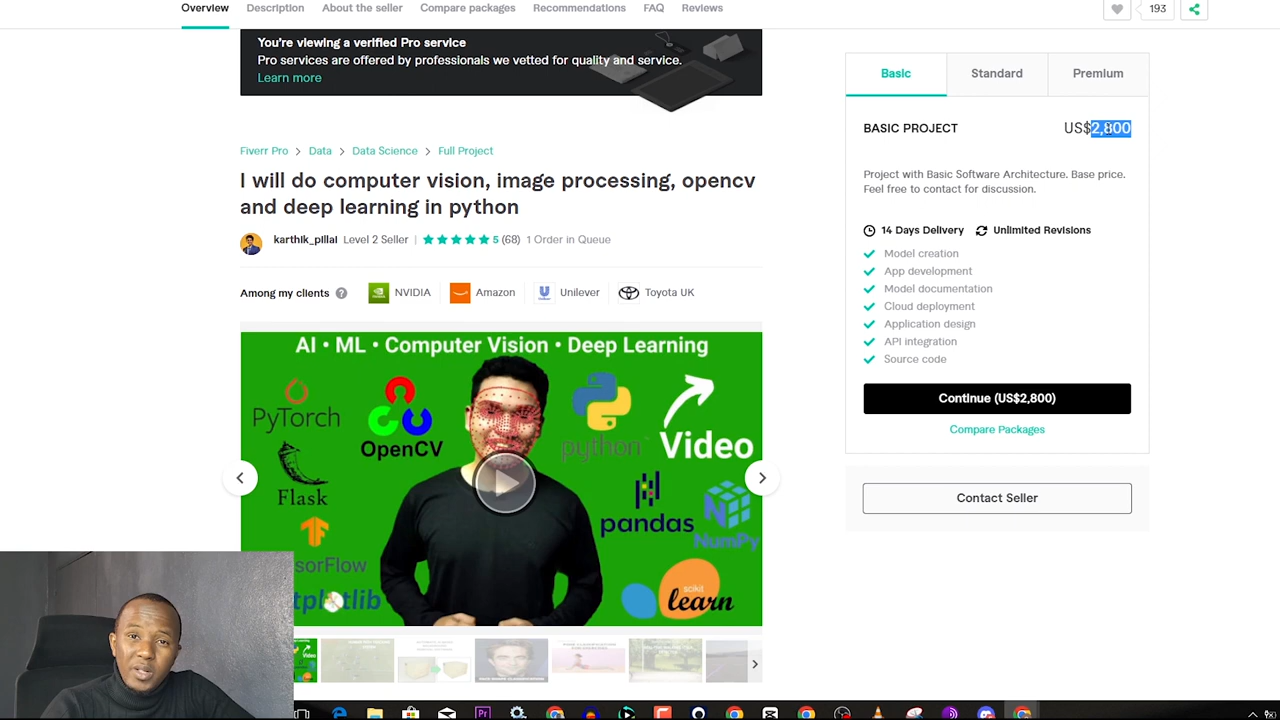 Overview
Description
About the seller
Compare packages
Recommendations
FAQ
Reviews
193
You're viewing a verified Pro service
Pro services are offered by professionals we vetted for quality and service.
Learn more
Fiverr Pro > Data > Data Science > Full Project
I will do computer vision, image processing, opencv
and deep learning in python
karthik_pillai Level 2 Seller | 5 (68) 1 Order in Queue
Among my clients ? NVIDIA Amazon Unilever Toyota UK
AI • ML • Computer Vision • Deep Learning
PyTorch
OpenCV
python
Video
Flask
pandas
NumPy
sorFlow
tpl tlib
scikit
learn
Basic
Standard
Premium
BASIC PROJECT US$2,800
Project with Basic Software Architecture. Base price.
Feel free to contact for discussion.
14 Days Delivery Unlimited Revisions
Model creation
App development
Model documentation
Cloud deployment
Application design
API integration
Source code
Continue (US$2,800)
Compare Packages
Contact Seller